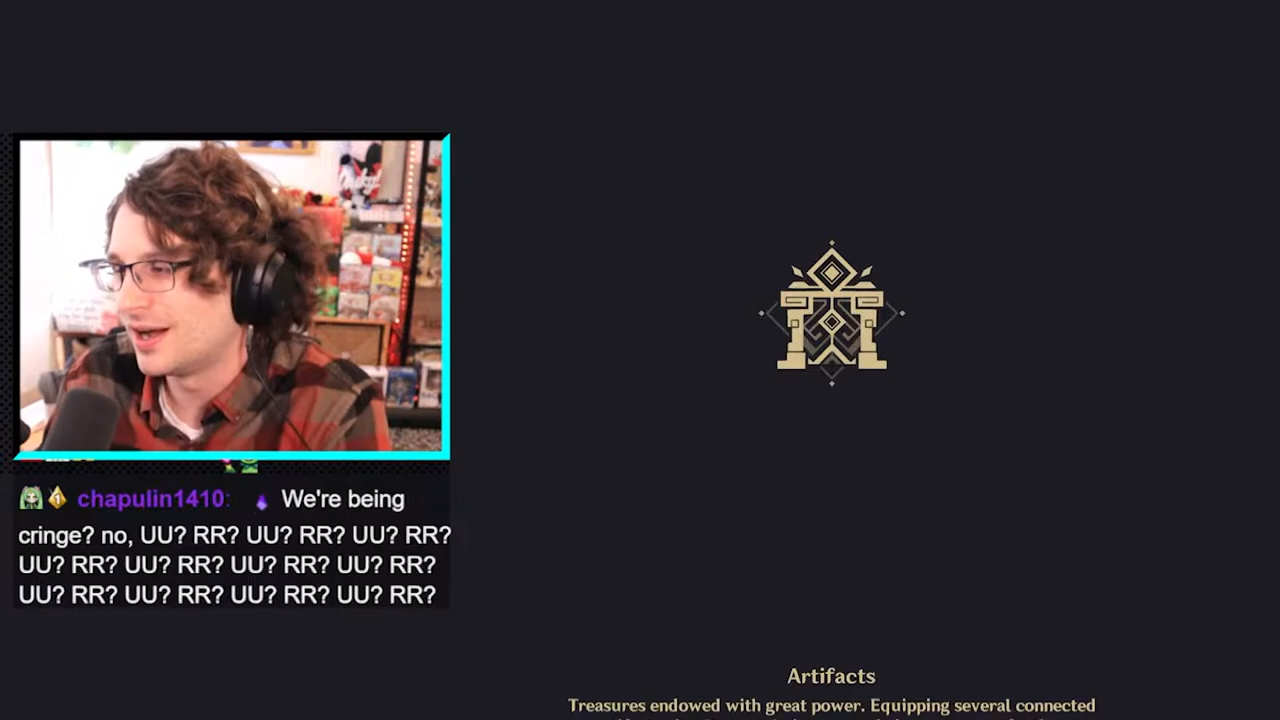 chapulin1410: We're being
cringe? no, UU? RR? UU? RR? UU? RR?
UU? RR? UU? RR? UU? RR? UU? RR?
UU? RR? UU? RR? UU? RR? UU? RR?
Artifacts
Treasures endowed with great power. Equipping several connected